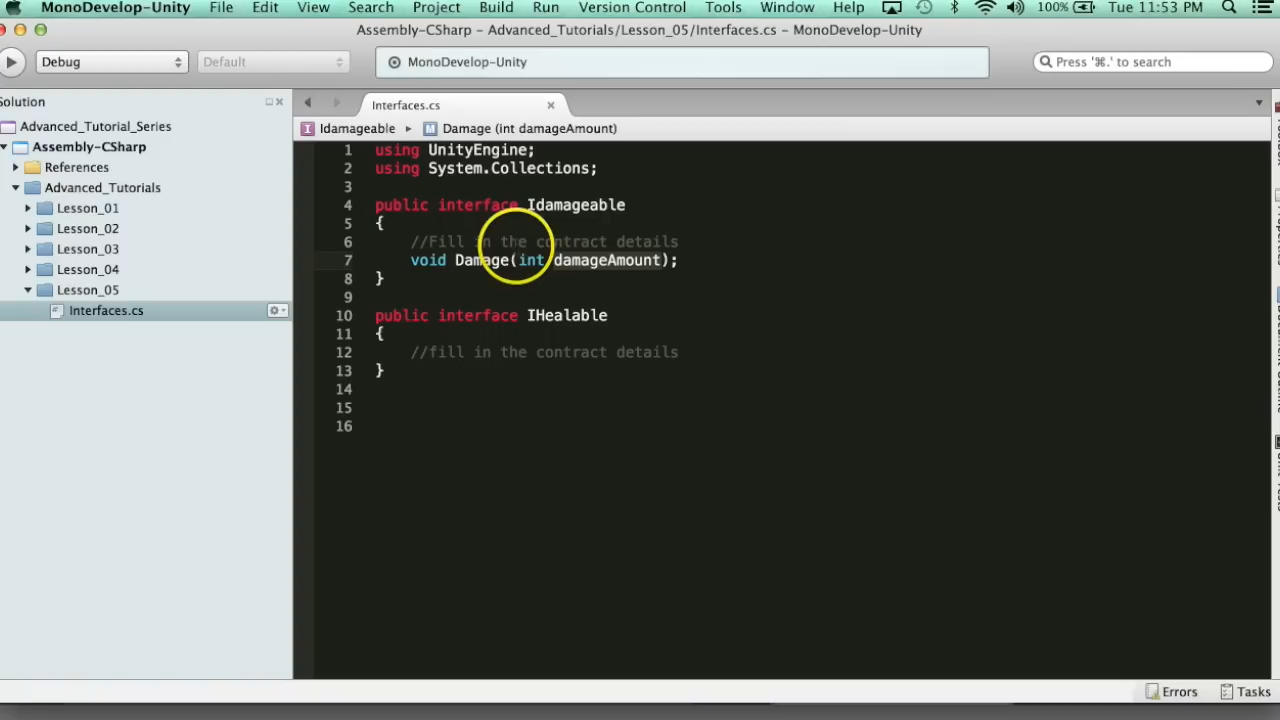 MonoDevelop-Unity File Edit View Search Project Build Run Version Control Tools Window Help 100% Tue 11:53 PM
Assembly-CSharp - Advanced_Tutorials/Lesson_05/Interfaces.cs - MonoDevelop-Unity
Debug Default MonoDevelop-Unity Press '⌘.' to search
Solution
Interfaces.cs
Idamageable ▸ Damage (int damageAmount)
Advanced_Tutorial_Series
Assembly-CSharp
References
Advanced_Tutorials
Lesson_01
Lesson_02
Lesson_03
Lesson_04
Lesson_05
Interfaces.cs
1 using UnityEngine;
2 using System.Collections;
3
4 public interface Idamageable
5 {
6 //Fill in the contract details
7 void Damage(int damageAmount);
8 }
9
10 public interface IHealable
11 {
12 //fill in the contract details
13 }
14
15
16
Errors Tasks